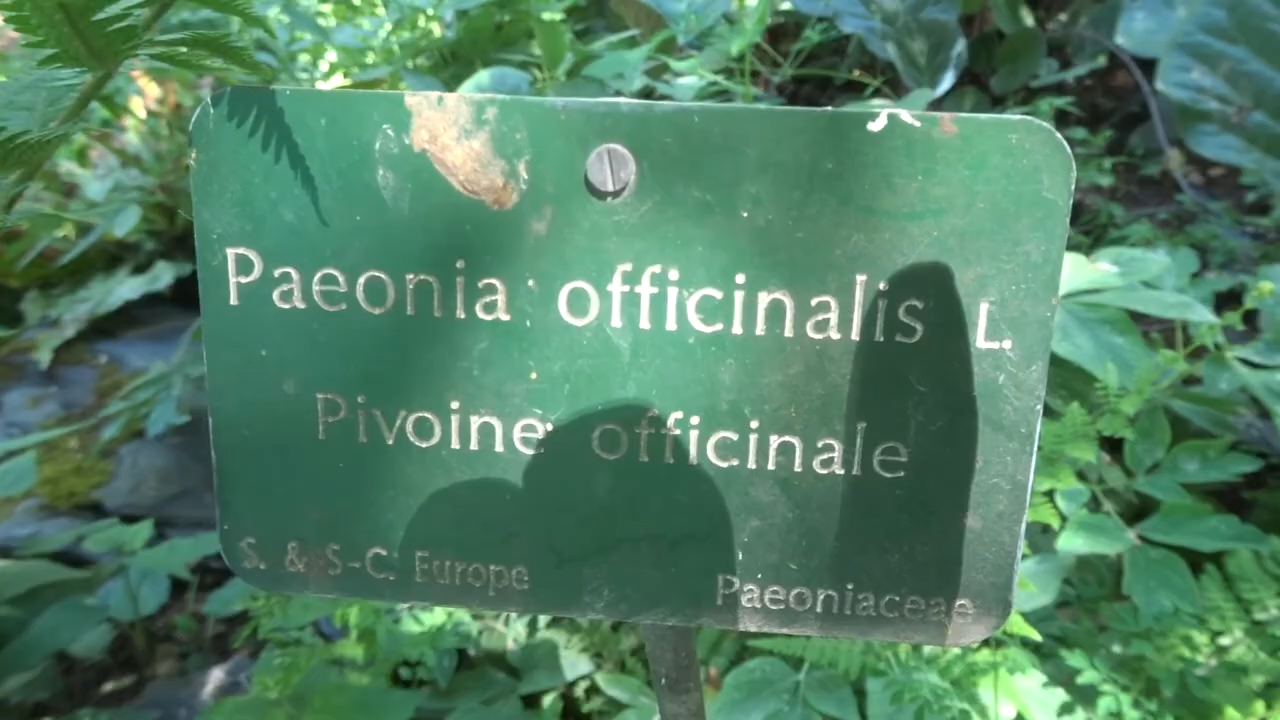 Paeonia officinalis L.
Pivoine officinale
S. & S-C. Europe
Paeoniaceae